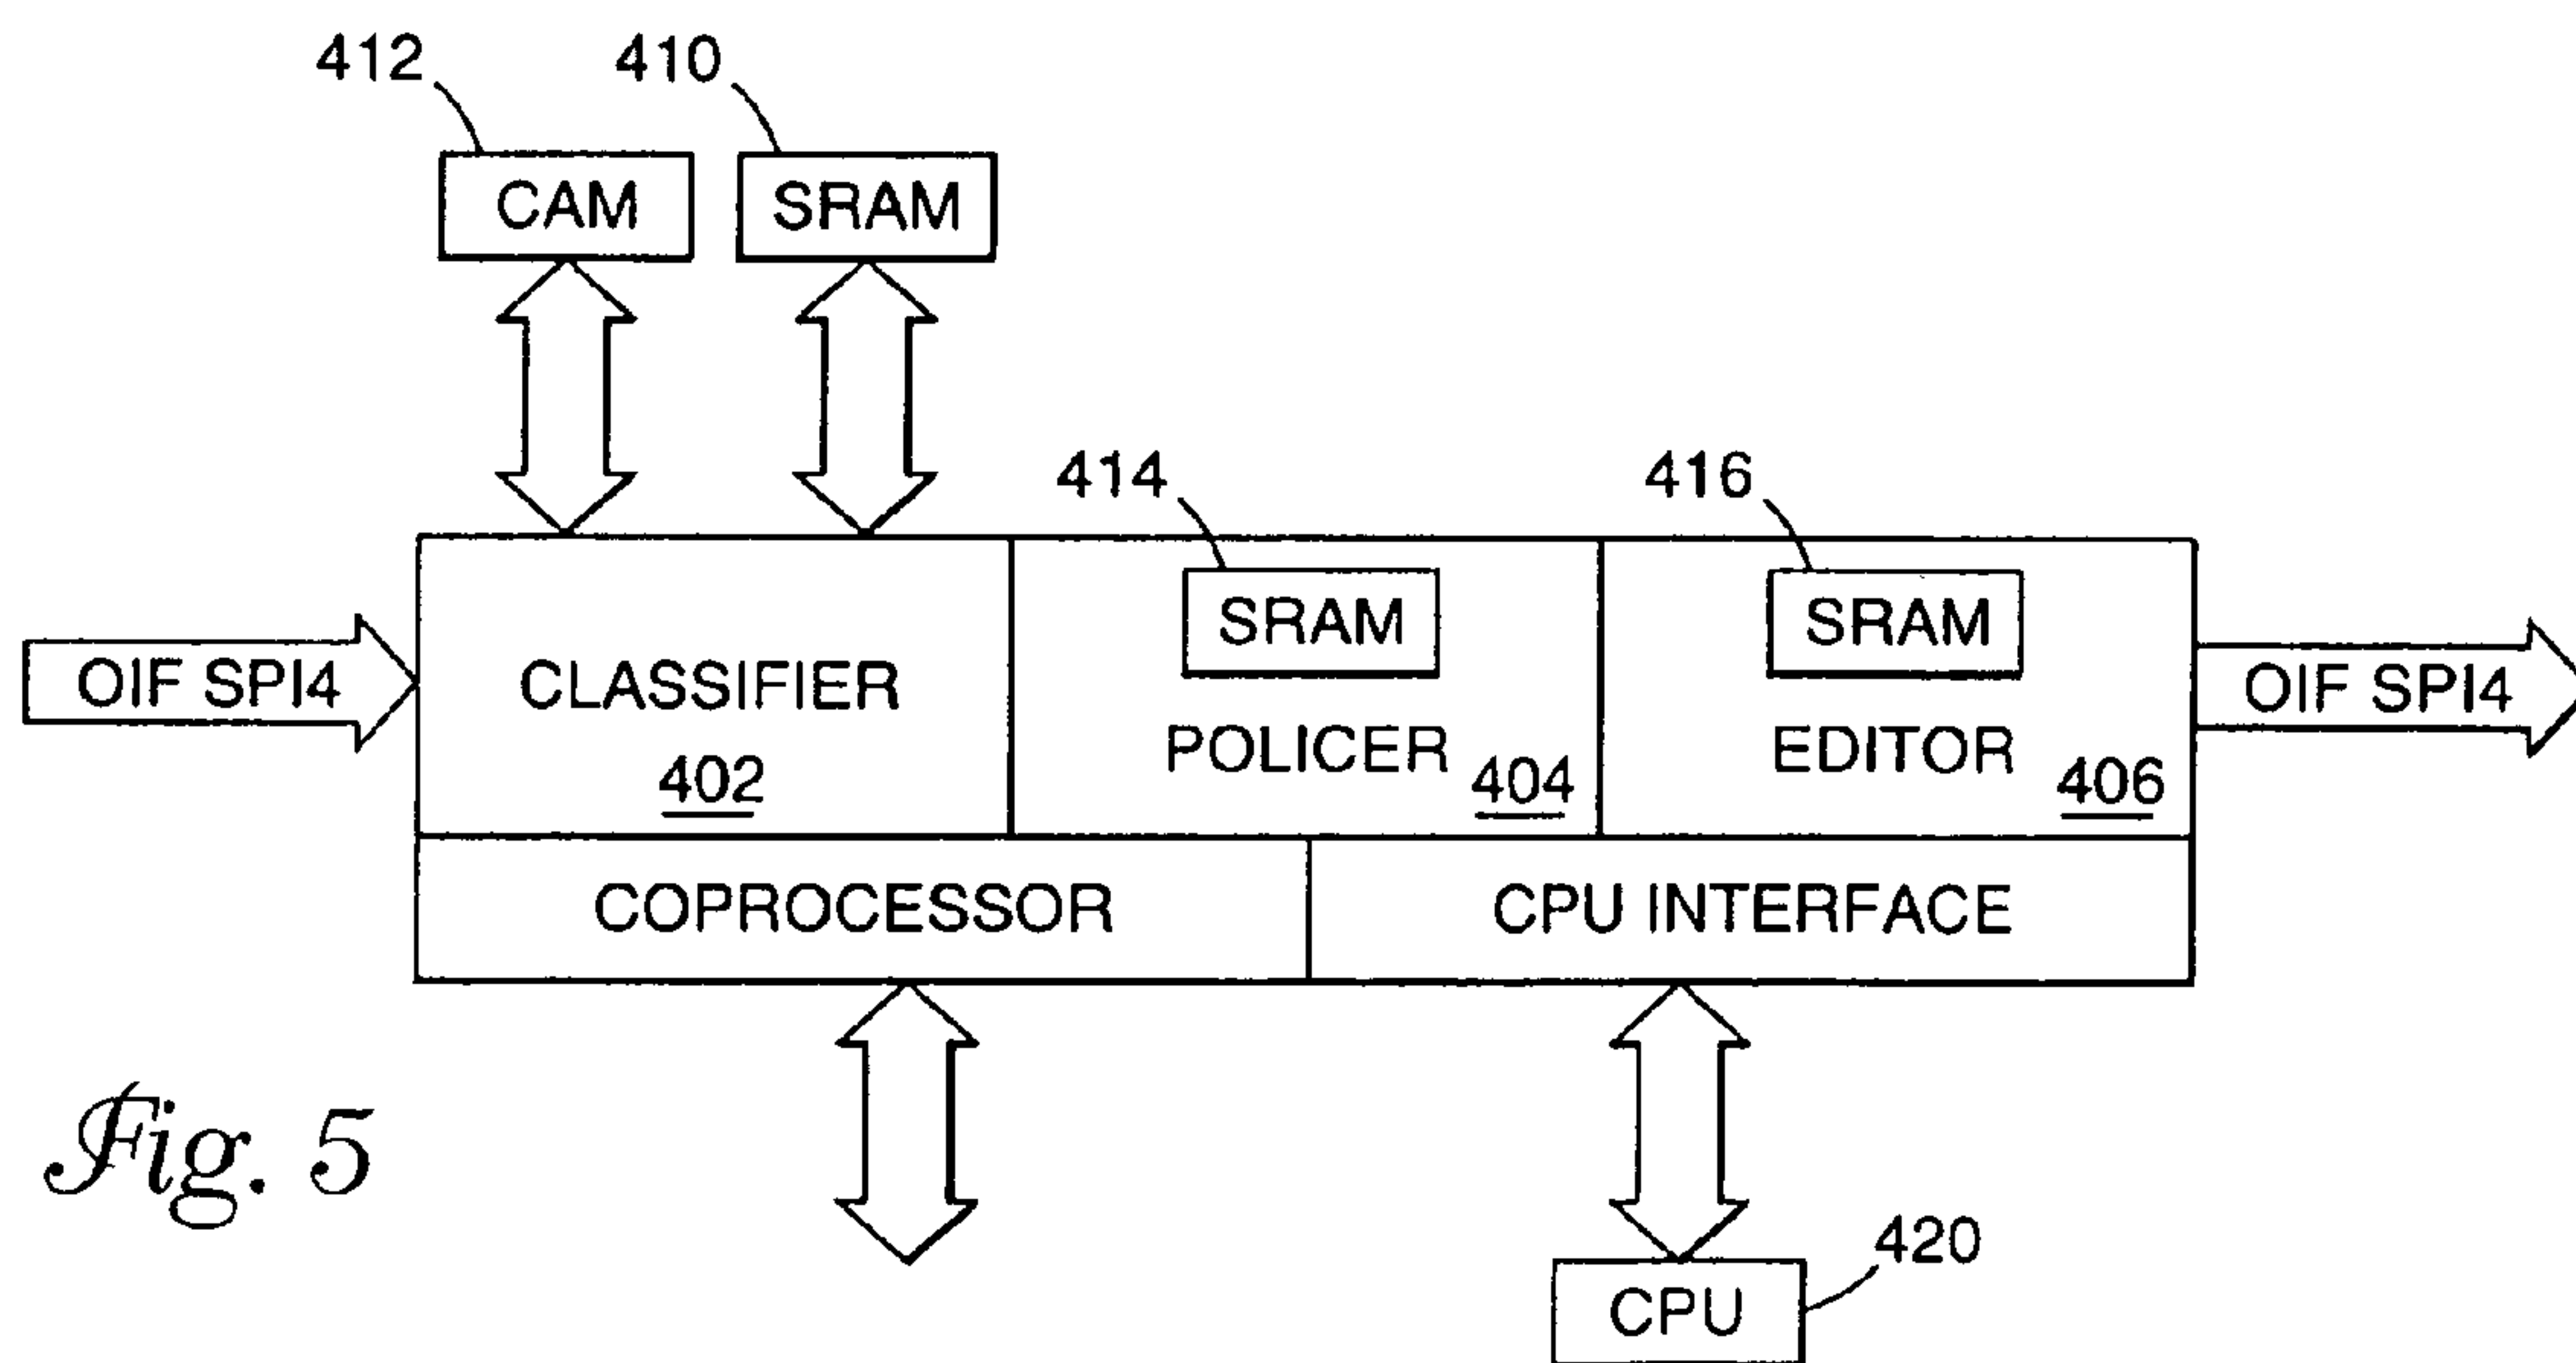 412
410
CAM
SRAM
414
416
SRAM
SRAM
OIF SPI4
CLASSIFIER
POLICER
EDITOR
OIF SPI4
402
404
406
COPROCESSOR
CPU INTERFACE
Fig. 5
420
CPU